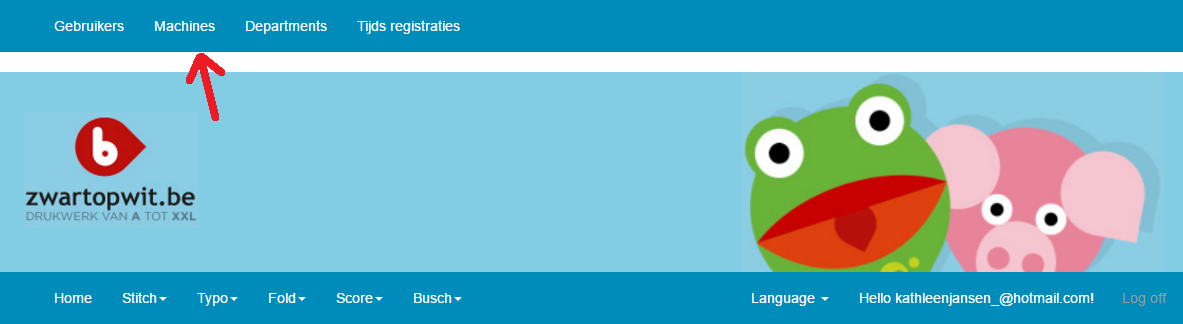 Gebruikers Machines Departments Tijds registraties
b
zwartopwit.be
DRUKWERK VAN A TOT XXL
Home Stitch Typo Fold Score Busch Language Hello kathleenjansen_@hotmail.com! Log off